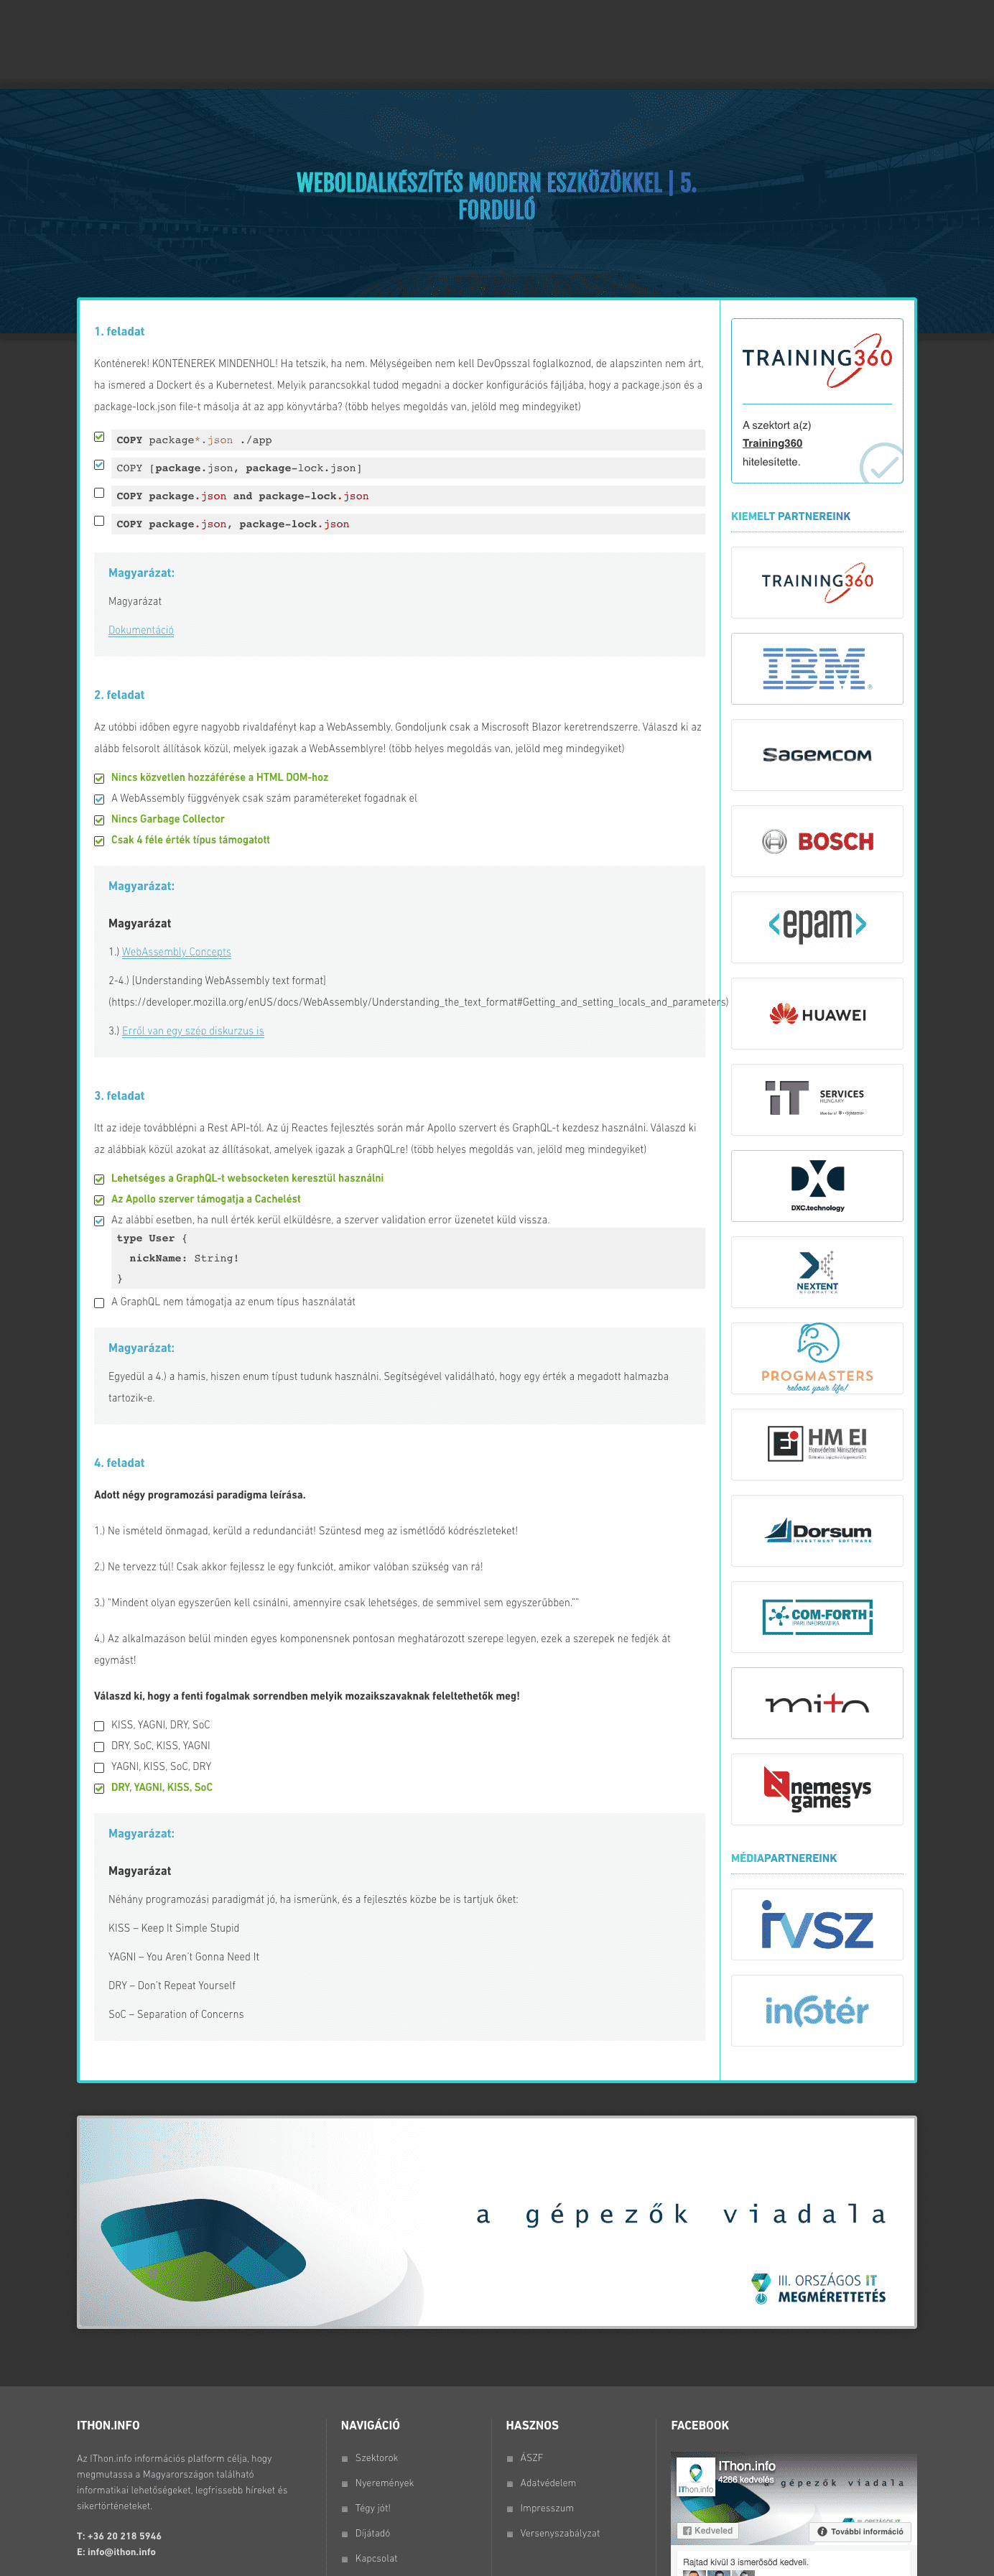 WEBOLDALKÉSZÍTÉS MODERN ESZKÖZÖKKEL | 5.
FORDULÓ
1. feladat
Konténerek! KONTÉNEREK MINDENHOL! Ha tetszik, ha nem. Mélységeiben nem kell DevOpsszal foglalkoznod, de alapszinten nem árt,
ha ismered a Dockert és a Kubernetest. Melyik parancsokkal tudod megadni a docker konfigurációs fájljába, hogy a package.json és a
package-lock.json file-t másolja át az app könyvtárba? (több helyes megoldás van, jelöld meg mindegyiket)
COPY package*.json ./app
COPY [package.json, package-lock.json]
COPY package.json and package-lock.json
COPY package.json, package-lock.json
Magyarázat:
Magyarázat
Dokumentáció
2. feladat
Az utóbbi időben egyre nagyobb rivaldafényt kap a WebAssembly. Gondoljunk csak a Miscrosoft Blazor keretrendszerre. Válaszd ki az
alább felsorolt állítások közül, melyek igazak a WebAssemblyre! (több helyes megoldás van, jelöld meg mindegyiket)
Nincs közvetlen hozzáférése a HTML DOM-hoz
A WebAssembly függvények csak szám paramétereket fogadnak el
Nincs Garbage Collector
Csak 4 féle érték típus támogatott
Magyarázat:
Magyarázat
1.) WebAssembly Concepts
2-4.) [Understanding WebAssembly text format]
(https://developer.mozilla.org/enUS/docs/WebAssembly/Understanding_the_text_format#Getting_and_setting_locals_and_parameters)
3.) Erről van egy szép diskurzus is
3. feladat
Itt az ideje továbblépni a Rest API-tól. Az új Reactes fejlesztés során már Apollo szervert és GraphQL-t kezdesz használni. Válaszd ki
az alábbiak közül azokat az állításokat, amelyek igazak a GraphQLre! (több helyes megoldás van, jelöld meg mindegyiket)
Lehetséges a GraphQL-t websocketen keresztül használni
Az Apollo szerver támogatja a Cachelést
Az alábbi esetben, ha null érték kerül elküldésre, a szerver validation error üzenetet küld vissza.
type User {
nickName: String!
}
A GraphQL nem támogatja az enum típus használatát
Magyarázat:
Egyedül a 4.) a hamis, hiszen enum típust tudunk használni. Segítségével validálható, hogy egy érték a megadott halmazba
tartozik-e.
4. feladat
Adott négy programozási paradigma leírása.
1.) Ne ismételd önmagad, kerüld a redundanciát! Szüntesd meg az ismétlődő kódrészleteket!
2.) Ne tervezz túl! Csak akkor fejlessz le egy funkciót, amikor valóban szükség van rá!
3.) "Mindent olyan egyszerűen kell csinálni, amennyire csak lehetséges, de semmivel sem egyszerűbben.""
4.) Az alkalmazáson belül minden egyes komponensnek pontosan meghatározott szerepe legyen, ezek a szerepek ne fedjék át
egymást!
Válaszd ki, hogy a fenti fogalmak sorrendben melyik mozaikszavaknak feleltethetők meg!
KISS, YAGNI, DRY, SoC
DRY, SoC, KISS, YAGNI
YAGNI, KISS, SoC, DRY
DRY, YAGNI, KISS, SoC
Magyarázat:
Magyarázat
Néhány programozási paradigmát jó, ha ismerünk, és a fejlesztés közbe be is tartjuk őket:
KISS – Keep It Simple Stupid
YAGNI – You Aren't Gonna Need It
DRY – Don't Repeat Yourself
SoC – Separation of Concerns
TRAINING360
A szektort a(z)
Training360
hitelesítette.
KIEMELT PARTNEREINK
TRAINING360
IBM
SAGEMCOM
BOSCH
<epam>
HUAWEI
iT SERVICES
HUNGARY
DXC.technology
NEXTENT
INFORMATIKA
PROGMASTERS
reboot your life!
HM EI
Honvédelmi Minisztérium
Dorsum
INVESTMENT SOFTWARE
COM-FORTH
IPARI INFORMATIKA
mito
nemesys
games
MÉDIAPARTNEREINK
ivsz
infotér
a gépezők viadala
III. ORSZÁGOS IT
MEGMÉRETTETÉS
ITHON.INFO
Az IThon.info információs platform célja, hogy
megmutassa a Magyarországon található
informatikai lehetőségeket, legfrissebb híreket és
sikertörténeteket.
T: +36 20 218 5946
E: info@ithon.info
NAVIGÁCIÓ
Szektorok
Nyeremények
Tégy jót!
Díjátadó
Kapcsolat
HASZNOS
ÁSZF
Adatvédelem
Impresszum
Versenyszabályzat
FACEBOOK
IThon.info
4286 kedvelés
a gépezők viadala
IThon.info
Kedveled
További információ
Rajtad kívül 3 ismerősöd kedveli.